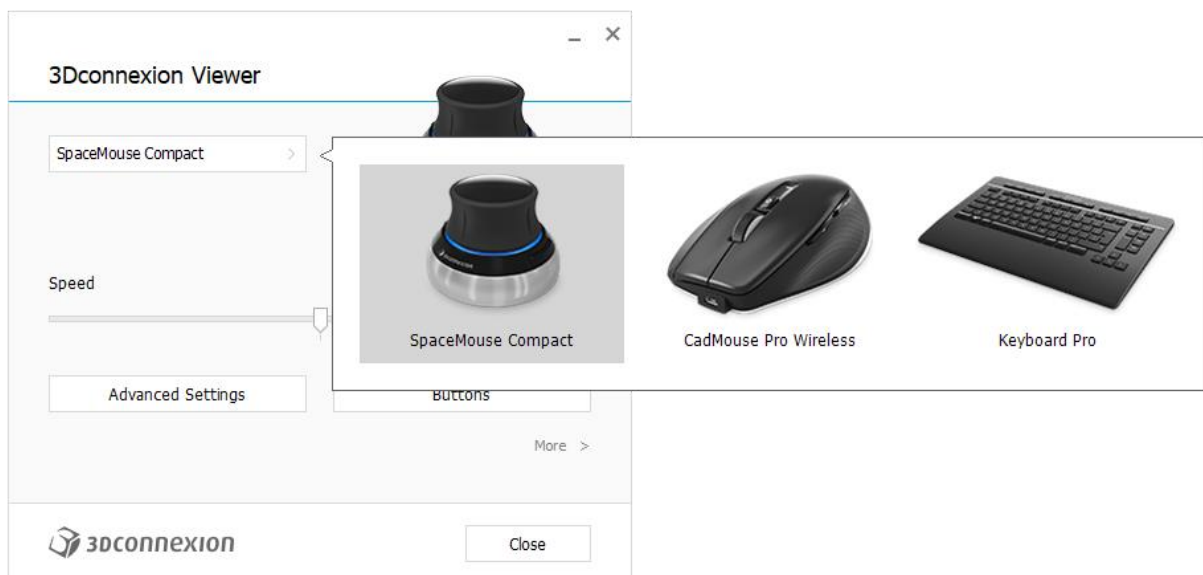 3Dconnexion Viewer
SpaceMouse Compact
Speed
SpaceMouse Compact
CadMouse Pro Wireless
Keyboard Pro
Advanced Settings
Buttons
More >
3Dconnexion
Close